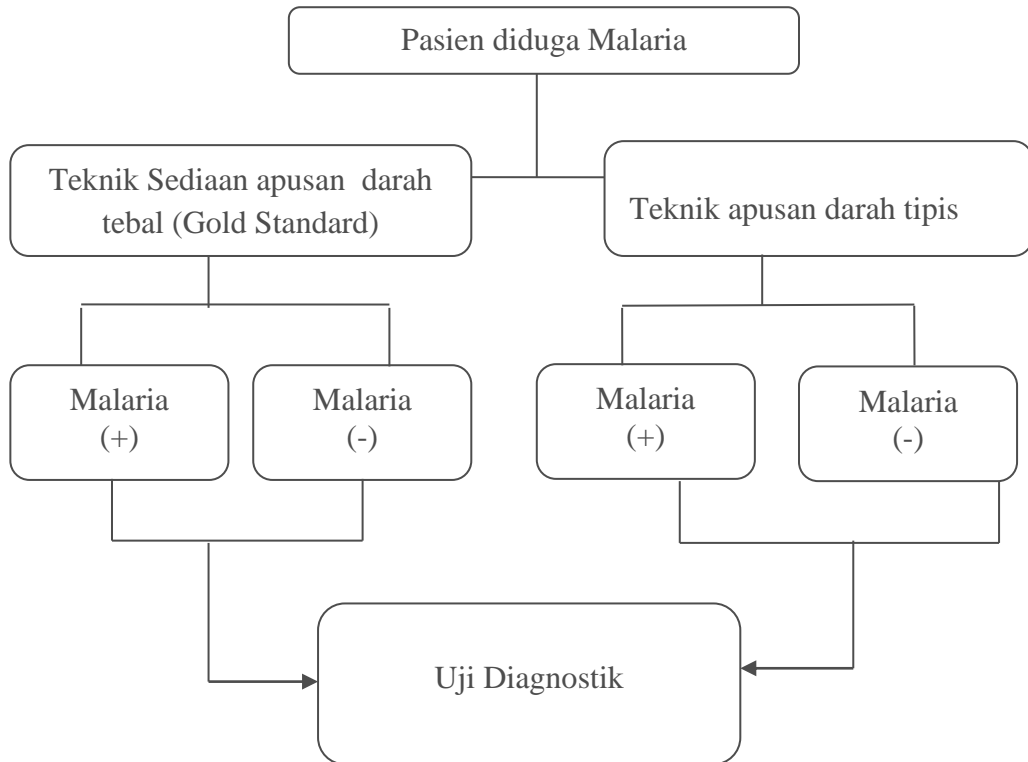 Pasien diduga Malaria
Teknik Sediaan apusan darah
tebal (Gold Standard)
Teknik apusan darah tipis
Malaria
(+)
Malaria
(-)
Malaria
(+)
Malaria
(-)
Uji Diagnostik